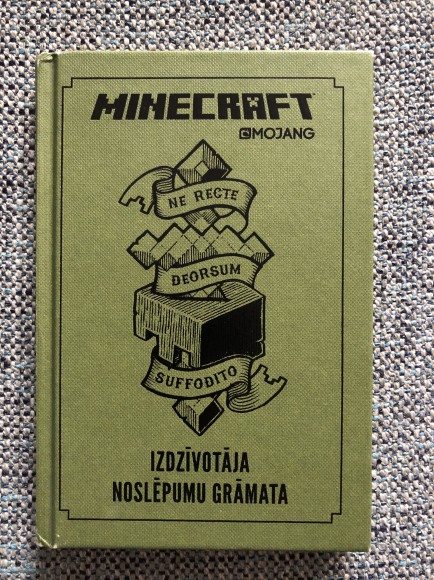 MINECRAFT
MOJANG
NE RECTE
DEORSUM
SUFFODITO
IZDZĪVOTĀJA
NOSLĒPUMU GRĀMATA